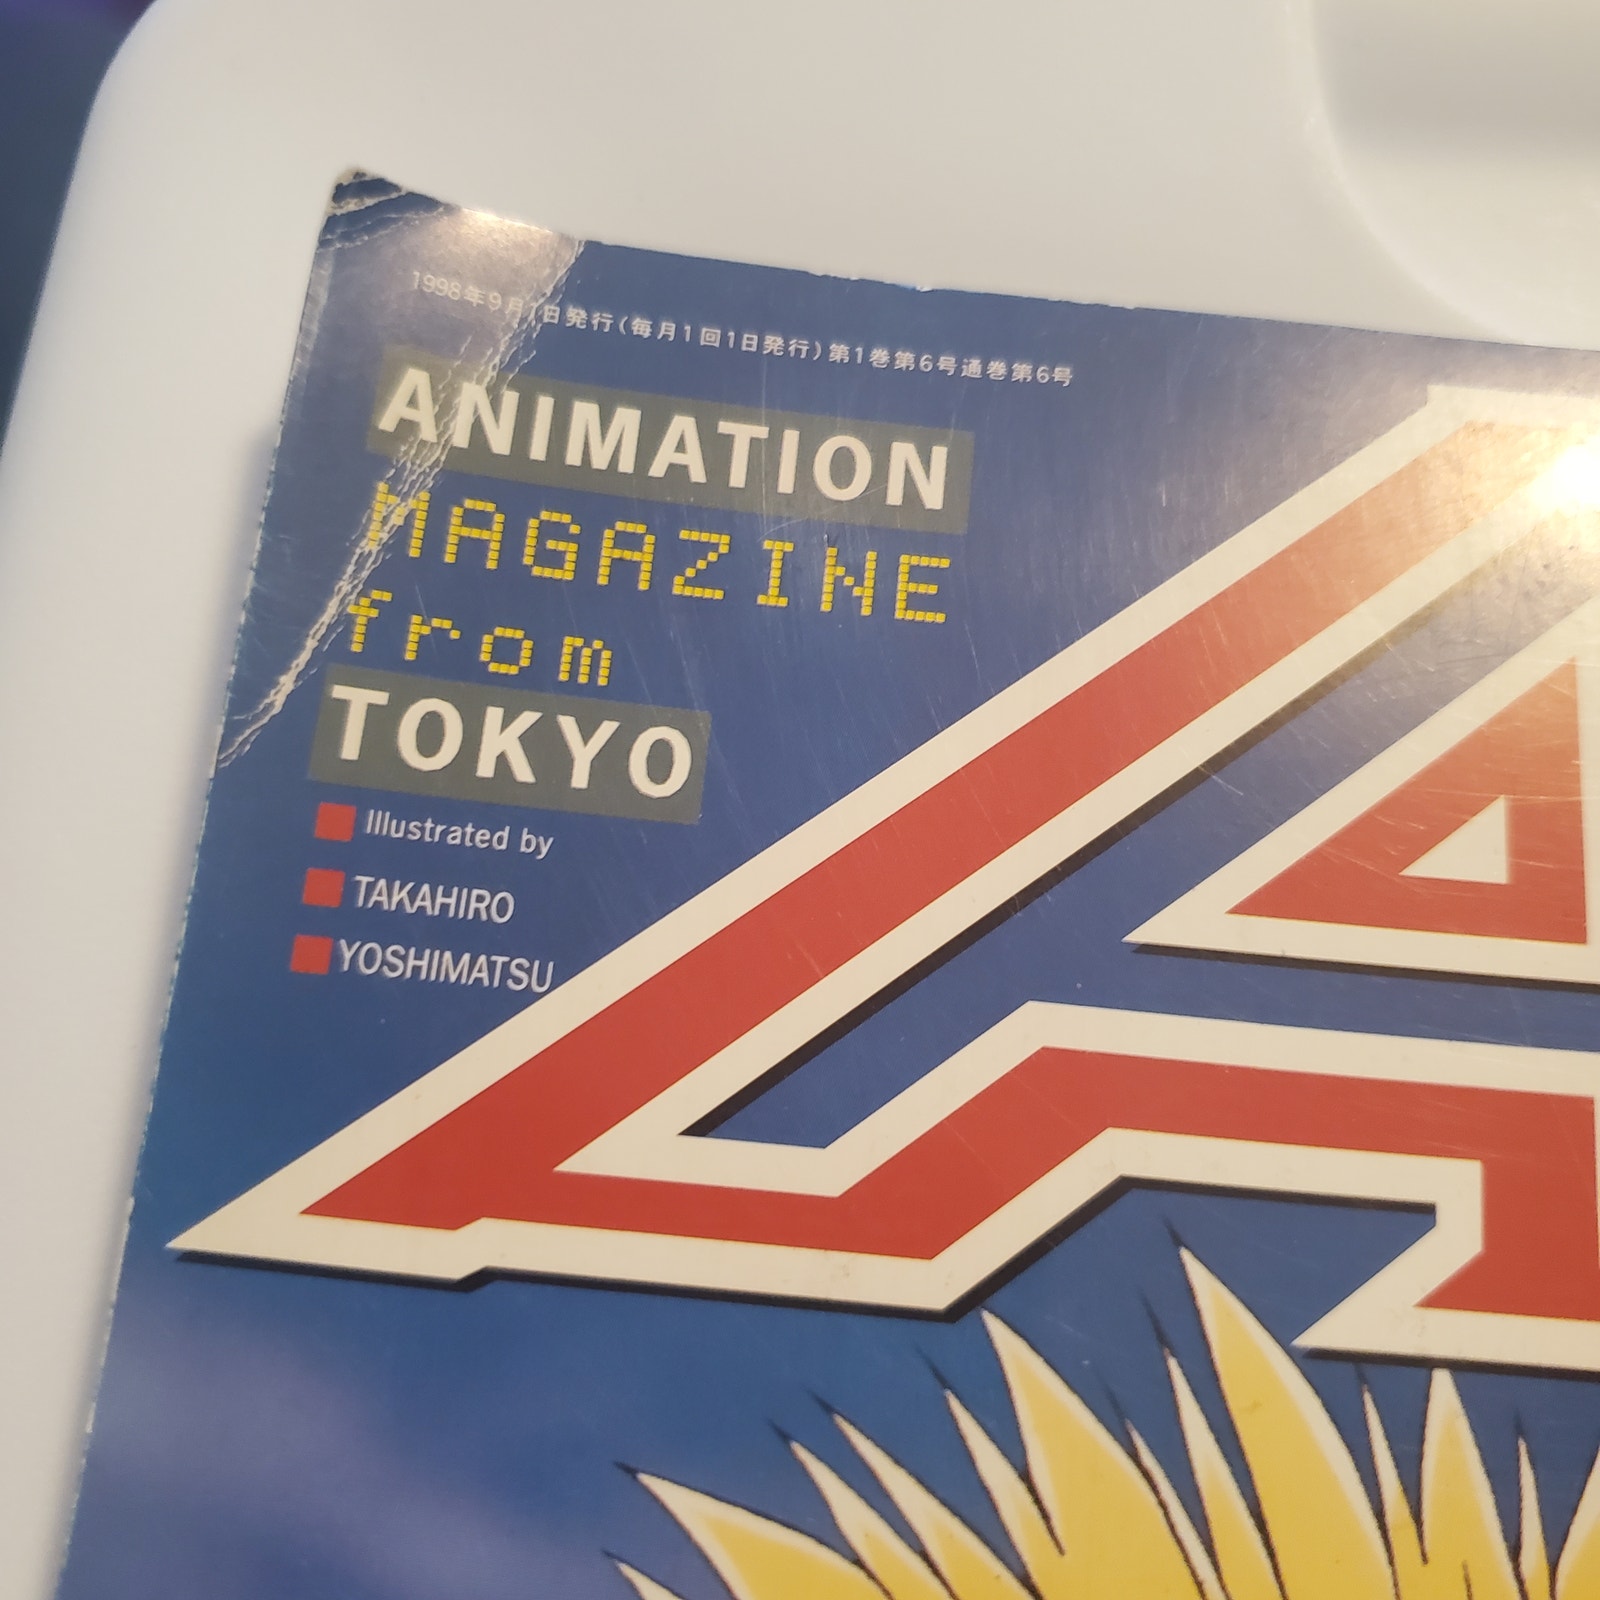 1998年9月1日発行(毎月1回1日発行)第1巻第6号通巻第6号
ANIMATION
MAGAZINE
from
TOKYO
Illustrated by
TAKAHIRO
YOSHIMATSU
A